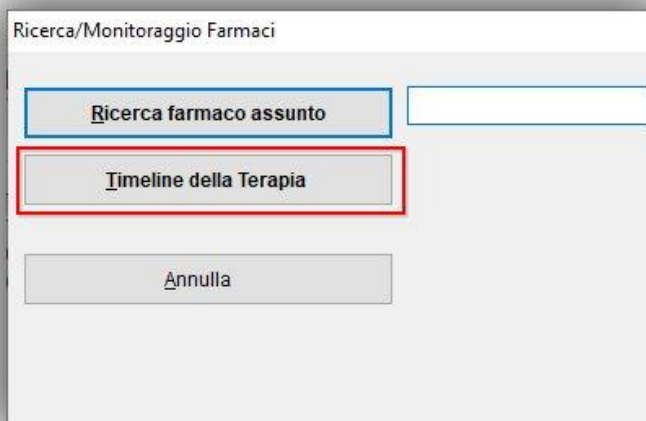 Ricerca/Monitoraggio Farmaci
Ricerca farmaco assunto
Timeline della Terapia
Annulla